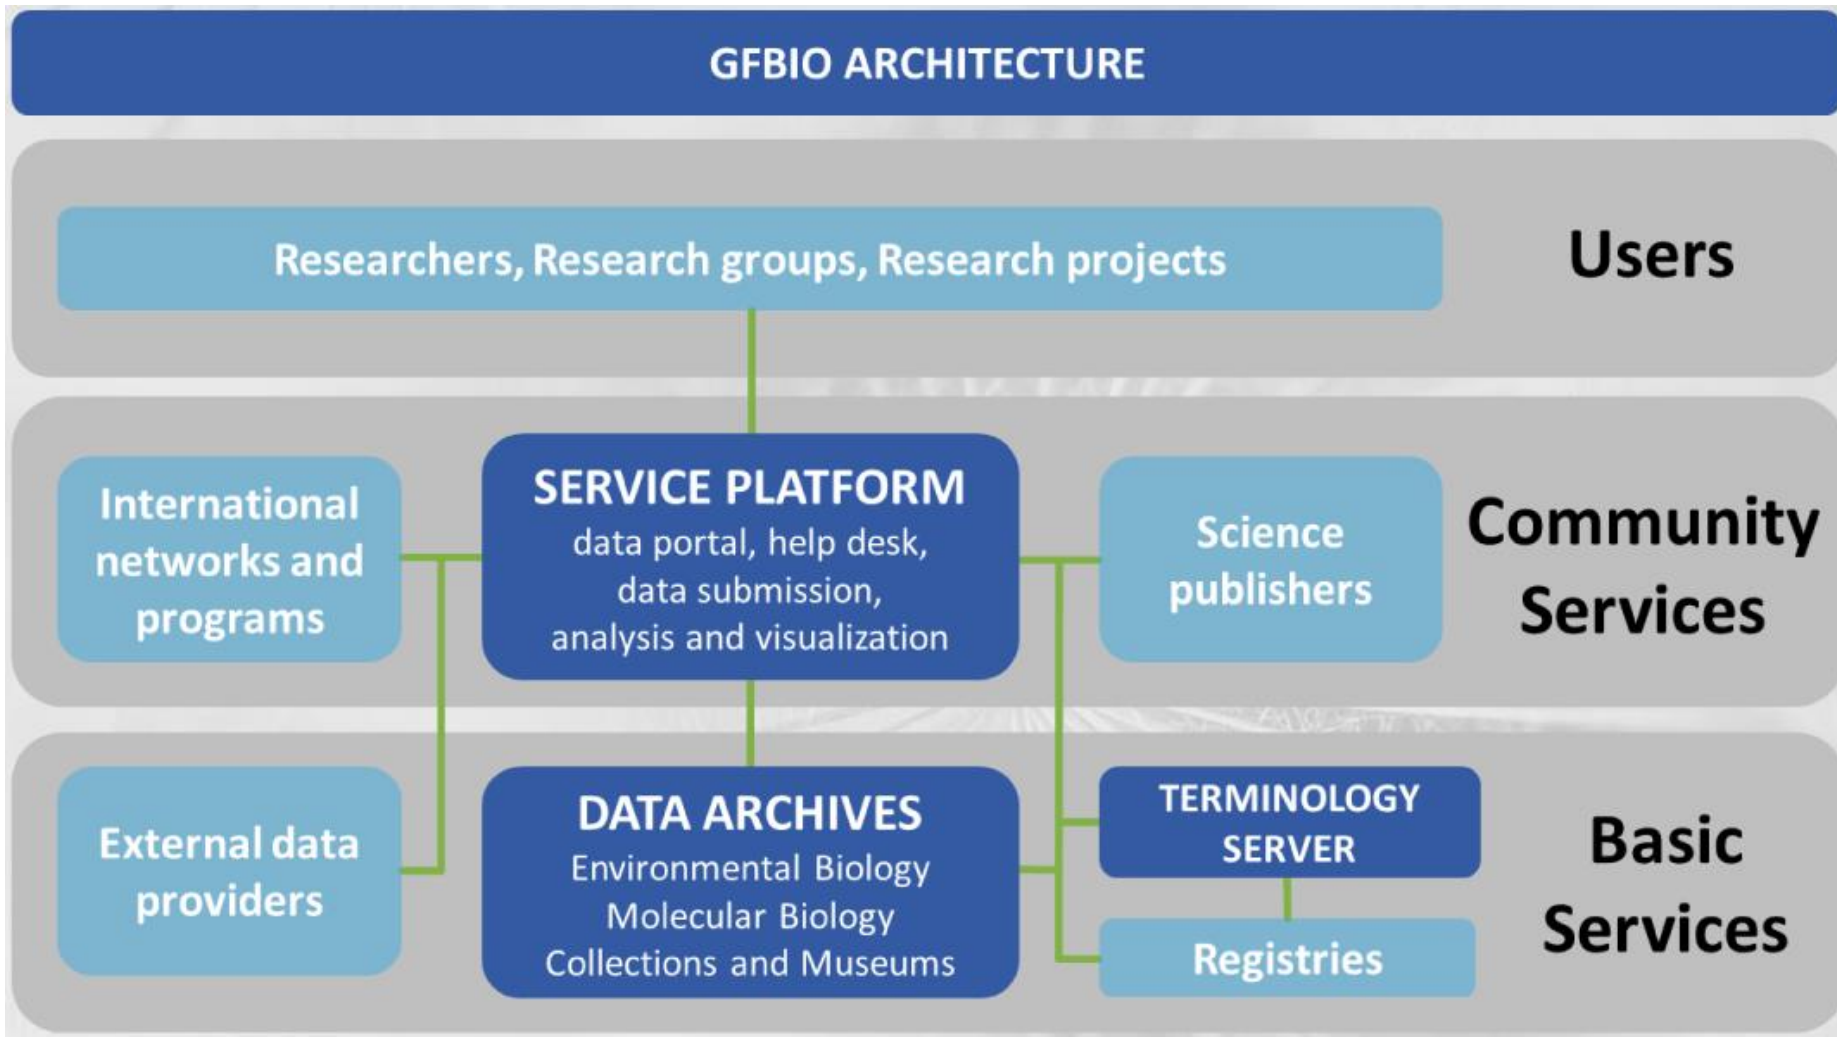 GFBIO ARCHITECTURE
Researchers, Research groups, Research projects
Users
International
networks and
programs
SERVICE PLATFORM
data portal, help desk,
data submission,
analysis and visualization
Science
publishers
Community
Services
External data
providers
DATA ARCHIVES
Environmental Biology
Molecular Biology
Collections and Museums
TERMINOLOGY
SERVER
Registries
Basic
Services